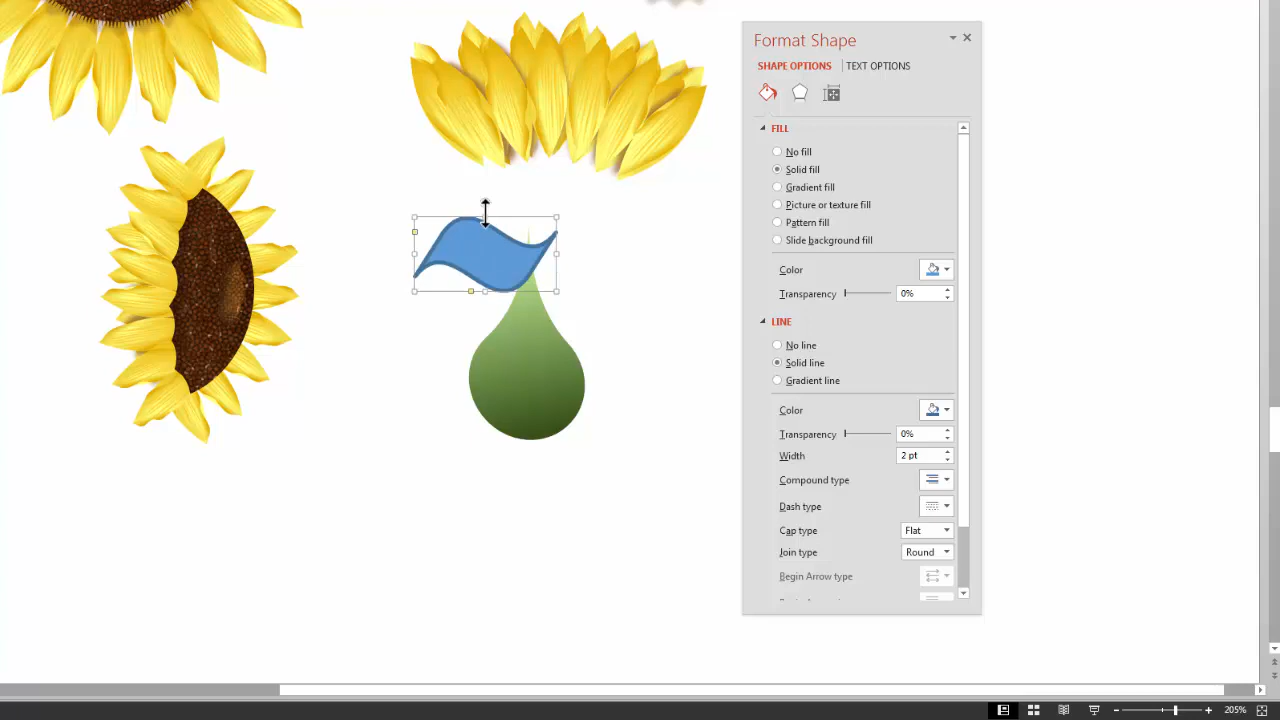 Format Shape
SHAPE OPTIONS TEXT OPTIONS
FILL
No fill
Solid fill
Gradient fill
Picture or texture fill
Pattern fill
Slide background fill
Color
Transparency 0%
LINE
No line
Solid line
Gradient line
Color
Transparency 0%
Width 2 pt
Compound type
Dash type
Cap type Flat
Join type Round
Begin Arrow type
205%